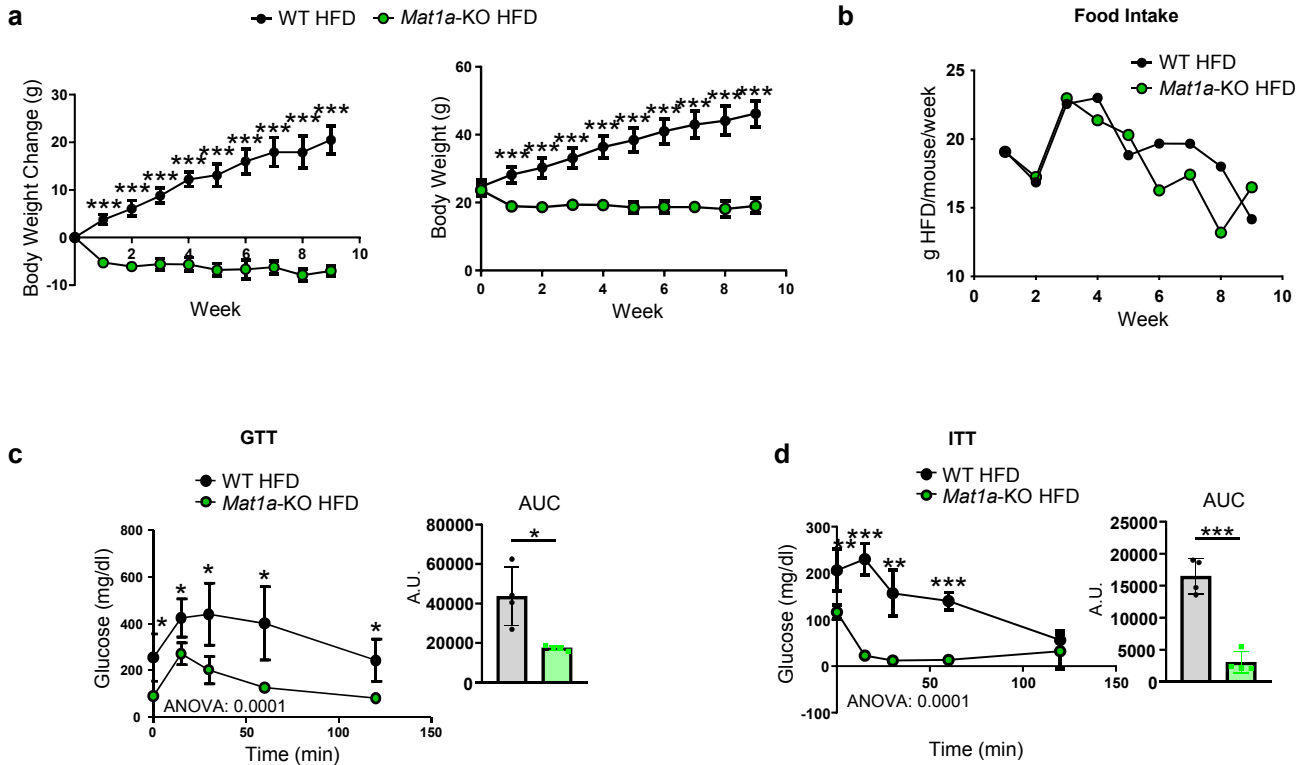 a
WT HFD Mat1a-KO HFD
Body Weight Change (g)
30
20
10
0
-10
2 4 6 8 10
Week
*** *** *** *** *** *** *** *** ***
Body Weight (g)
60
40
20
0
0 2 4 6 8 10
Week
*** *** *** *** *** *** *** *** ***
b
Food Intake
WT HFD
Mat1a-KO HFD
g HFD/mouse/week
25
20
15
10
0 2 4 6 8 10
Week
c
GTT
WT HFD
Mat1a-KO HFD
Glucose (mg/dl)
800
600
400
200
0
* * * * *
ANOVA: 0.0001
0 50 100 150
Time (min)
AUC
A.U.
80000
60000
40000
20000
0
*
d
ITT
WT HFD
Mat1a-KO HFD
Glucose (mg/dl)
300
200
100
0
-100
** *** ** ***
50 100 150
ANOVA: 0.0001
Time (min)
AUC
A.U.
25000
20000
15000
10000
5000
0
***